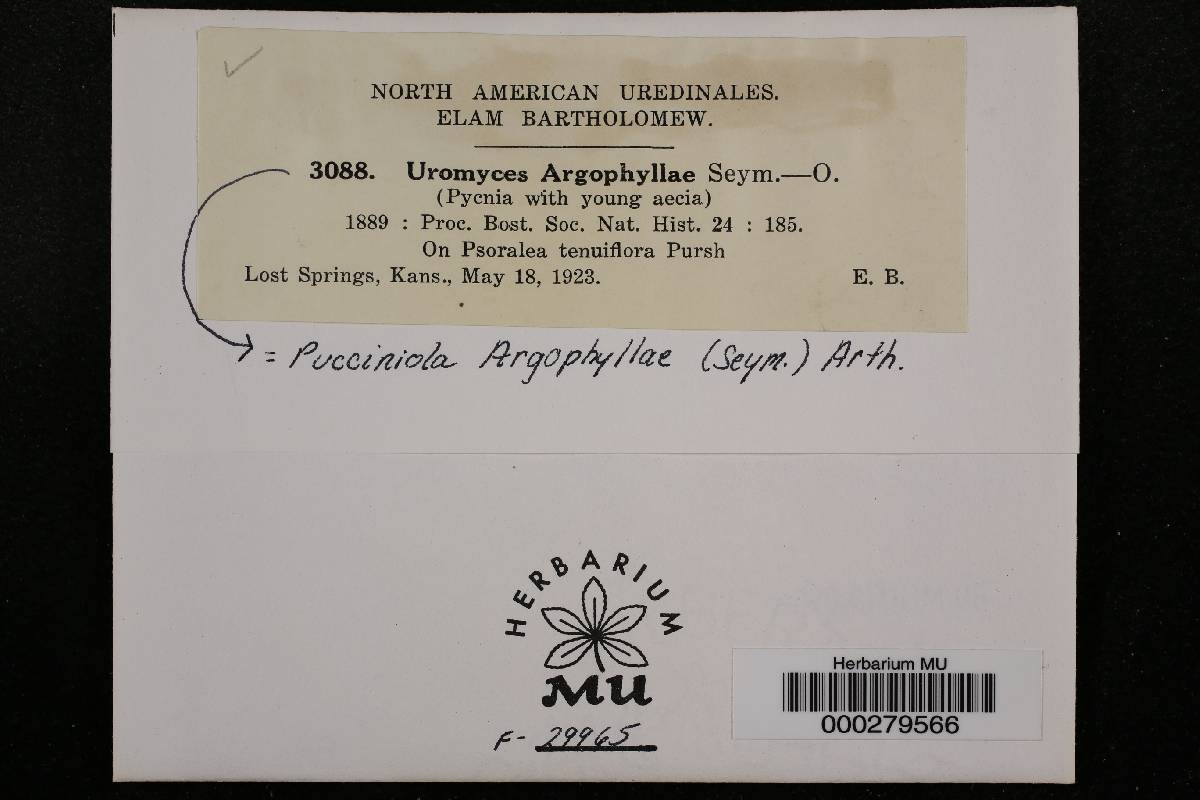 NORTH AMERICAN UREDINALES.
ELAM BARTHOLOMEW.
3088. Uromyces Argophyllae Seym.—O.
(Pycnia with young aecia)
1889 : Proc. Bost. Soc. Nat. Hist. 24 : 185.
On Psoralea tenuiflora Pursh
Lost Springs, Kans., May 18, 1923. E. B.
= Pucciniola Argophyllae (Seym.) Arth.
HERBARIUM
MU
F- 29965
Herbarium MU
000279566